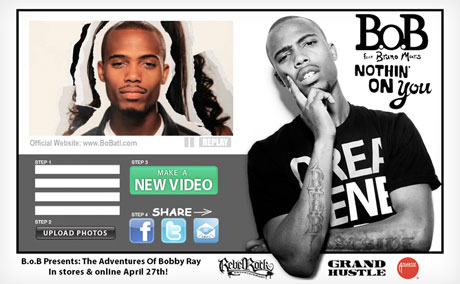 B.o.B
feat Bruno Mars
NOTHIN'
ON you
Official Website: www.BoBatl.com
REPLAY
STEP 1
STEP 2
UPLOAD PHOTOS
STEP 3
MAKE A
NEW VIDEO
STEP 4
SHARE
B.o.B Presents: The Adventures Of Bobby Ray
In stores & online April 27th!
RebelRock
GRAND
HUSTLE